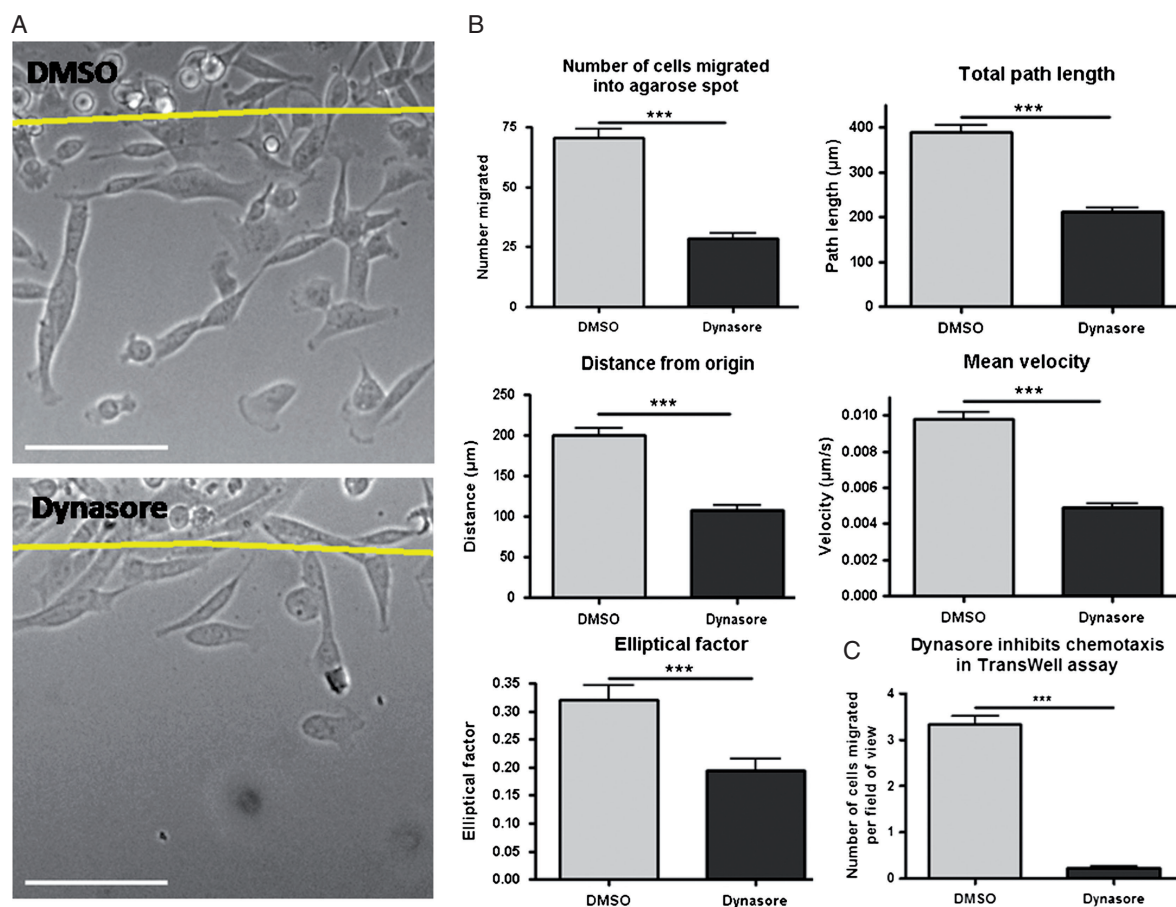 A
DMSO
Dynasore
B
Number of cells migrated
into agarose spot
***
Number migrated
75
50
25
0
DMSO
Dynasore
Total path length
***
Path length (µm)
400
300
200
100
0
DMSO
Dynasore
Distance from origin
***
Distance (µm)
250
200
150
100
50
0
DMSO
Dynasore
Mean velocity
***
Velocity (µm/s)
0.010
0.008
0.006
0.004
0.002
0.000
DMSO
Dynasore
Elliptical factor
***
Elliptical factor
0.35
0.30
0.25
0.20
0.15
0.10
0.05
0.00
DMSO
Dynasore
C
Dynasore inhibits chemotaxis
in TransWell assay
***
Number of cells migrated
per field of view
4
3
2
1
0
DMSO
Dynasore